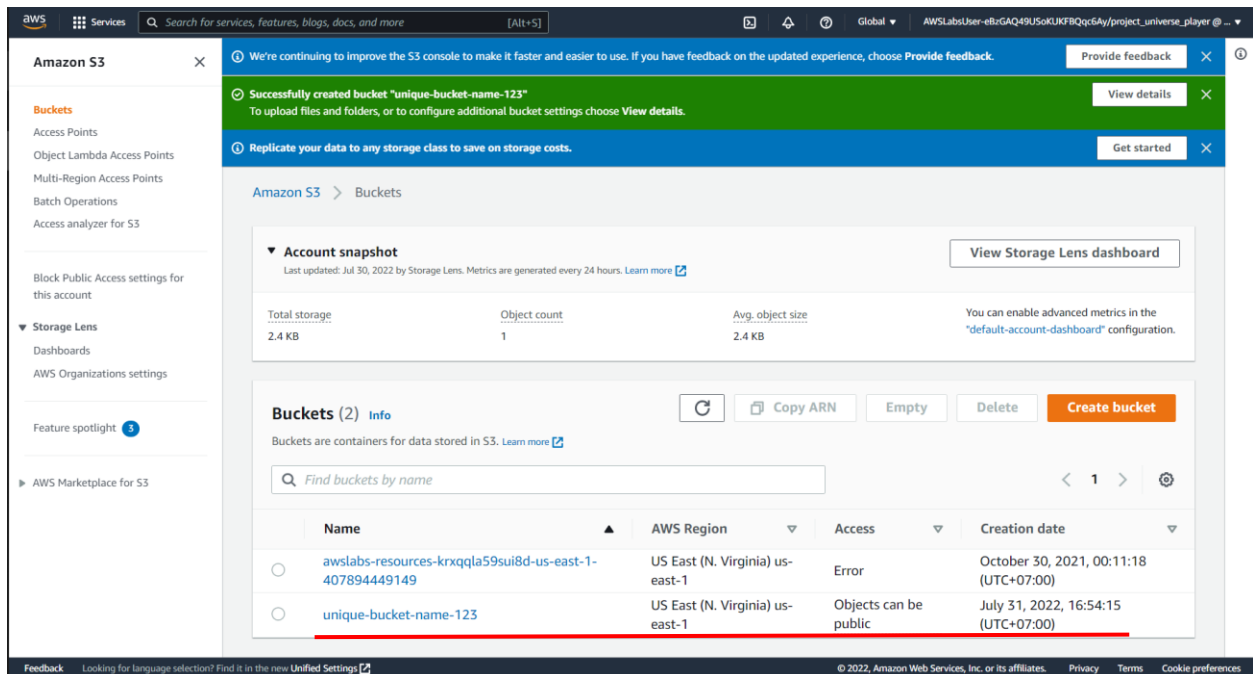 aws Services Search for services, features, blogs, docs, and more [Alt+S] Global AWSLabsUser-eBzGAQ49USoKUKFBQqc6Ay/project_universe_player @ ...
Amazon S3
Buckets
Access Points
Object Lambda Access Points
Multi-Region Access Points
Batch Operations
Access analyzer for S3
Block Public Access settings for
this account
Storage Lens
Dashboards
AWS Organizations settings
Feature spotlight 3
AWS Marketplace for S3
We're continuing to improve the S3 console to make it faster and easier to use. If you have feedback on the updated experience, choose Provide feedback. Provide feedback
Successfully created bucket "unique-bucket-name-123"
To upload files and folders, or to configure additional bucket settings choose View details.
View details
Replicate your data to any storage class to save on storage costs. Get started
Amazon S3 > Buckets
Account snapshot
Last updated: Jul 30, 2022 by Storage Lens. Metrics are generated every 24 hours. Learn more
View Storage Lens dashboard
Total storage
2.4 KB
Object count
1
Avg. object size
2.4 KB
You can enable advanced metrics in the
"default-account-dashboard" configuration.
Buckets (2) Info
Copy ARN Empty Delete Create bucket
Buckets are containers for data stored in S3. Learn more
Find buckets by name
< 1 >
Name AWS Region Access Creation date
awslabs-resources-krxqqla59sui8d-us-east-1-
407894449149
US East (N. Virginia) us-
east-1
Error
October 30, 2021, 00:11:18
(UTC+07:00)
unique-bucket-name-123
US East (N. Virginia) us-
east-1
Objects can be
public
July 31, 2022, 16:54:15
(UTC+07:00)
Feedback Looking for language selection? Find it in the new Unified Settings © 2022, Amazon Web Services, Inc. or its affiliates. Privacy Terms Cookie preferences